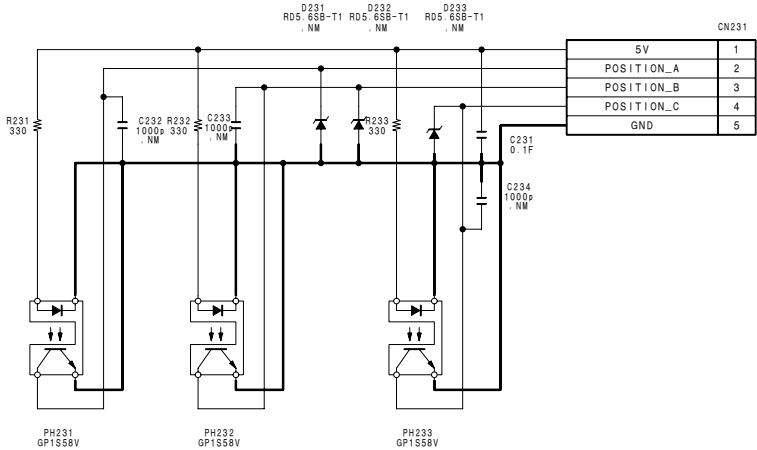 D231
RD5.6SB-T1
.NM
D232
RD5.6SB-T1
.NM
D233
RD5.6SB-T1
.NM
CN231
5V 1
POSITION_A 2
POSITION_B 3
POSITION_C 4
GND 5
R231
330
C232
1000p
.NM
R232
330
C233
1000p
.NM
R233
330
C231
0.1F
C234
1000p
.NM
PH231
GP1S58V
PH232
GP1S58V
PH233
GP1S58V